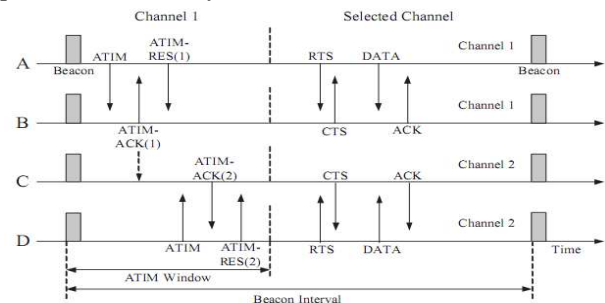 Channel 1
Selected Channel
ATIM
ATIM-
RES(1)
RTS
DATA
Channel 1
A
Beacon
Beacon
Channel 1
B
ATIM-
ACK(1)
CTS
ACK
ATIM-
ACK(2)
Channel 2
C
CTS
ACK
Channel 2
D
ATIM
ATIM-
RES(2)
RTS
DATA
Time
ATIM Window
Beacon Interval